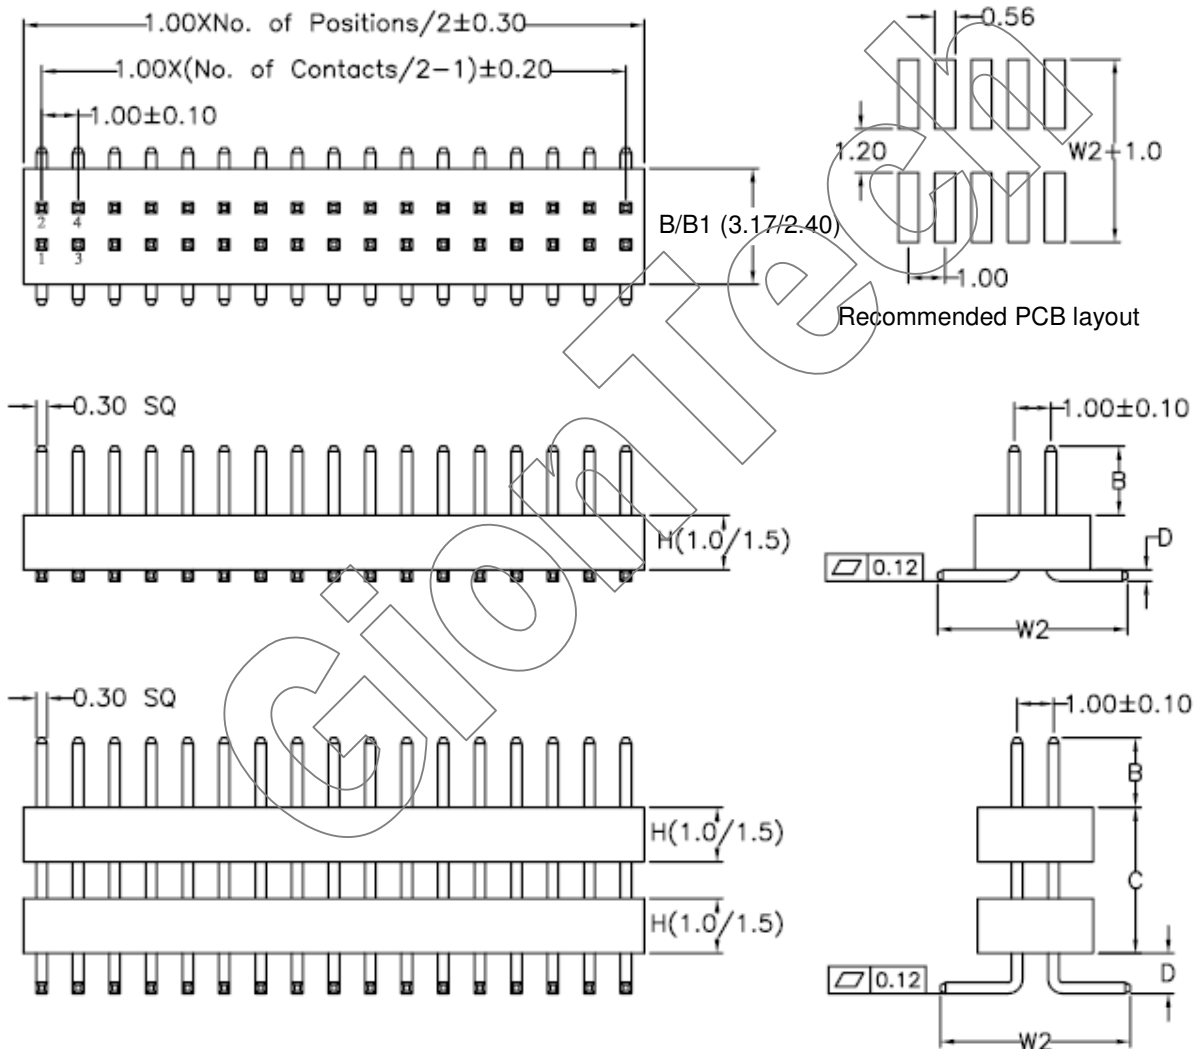 1.00XNo. of Positions/2±0.30
1.00X(No. of Contacts/2-1)±0.20
1.00±0.10
2 4
1 3
B/B1 (3.17/2.40)
0.56
1.20
W2+1.0
1.00
Recommended PCB layout
0.30 SQ
H(1.0/1.5)
1.00±0.10
B
D
0.12
W2
0.30 SQ
H(1.0/1.5)
H(1.0/1.5)
1.00±0.10
B
C
D
0.12
W2
GionTech